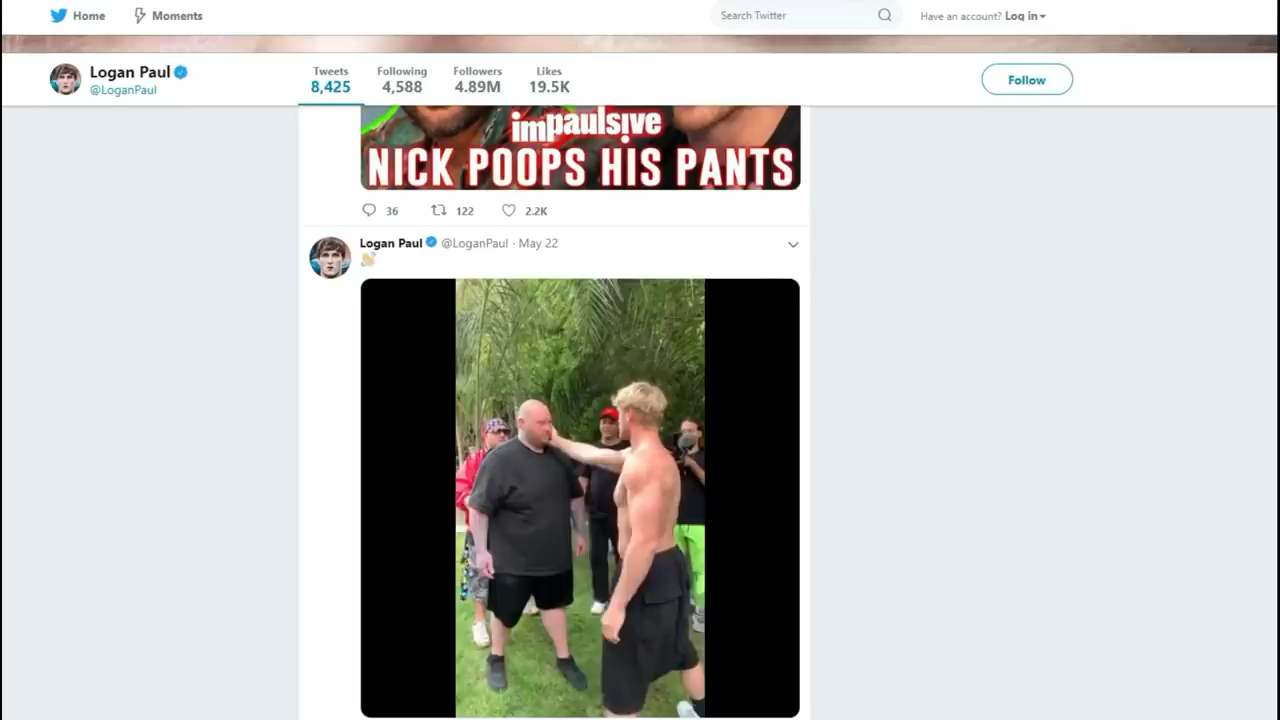 Home
Moments
Search Twitter
Have an account? Log in
Logan Paul
@LoganPaul
Tweets
8,425
Following
4,588
Followers
4.89M
Likes
19.5K
Follow
impaulsive
NICK POOPS HIS PANTS
36
122
2.2K
Logan Paul @LoganPaul · May 22